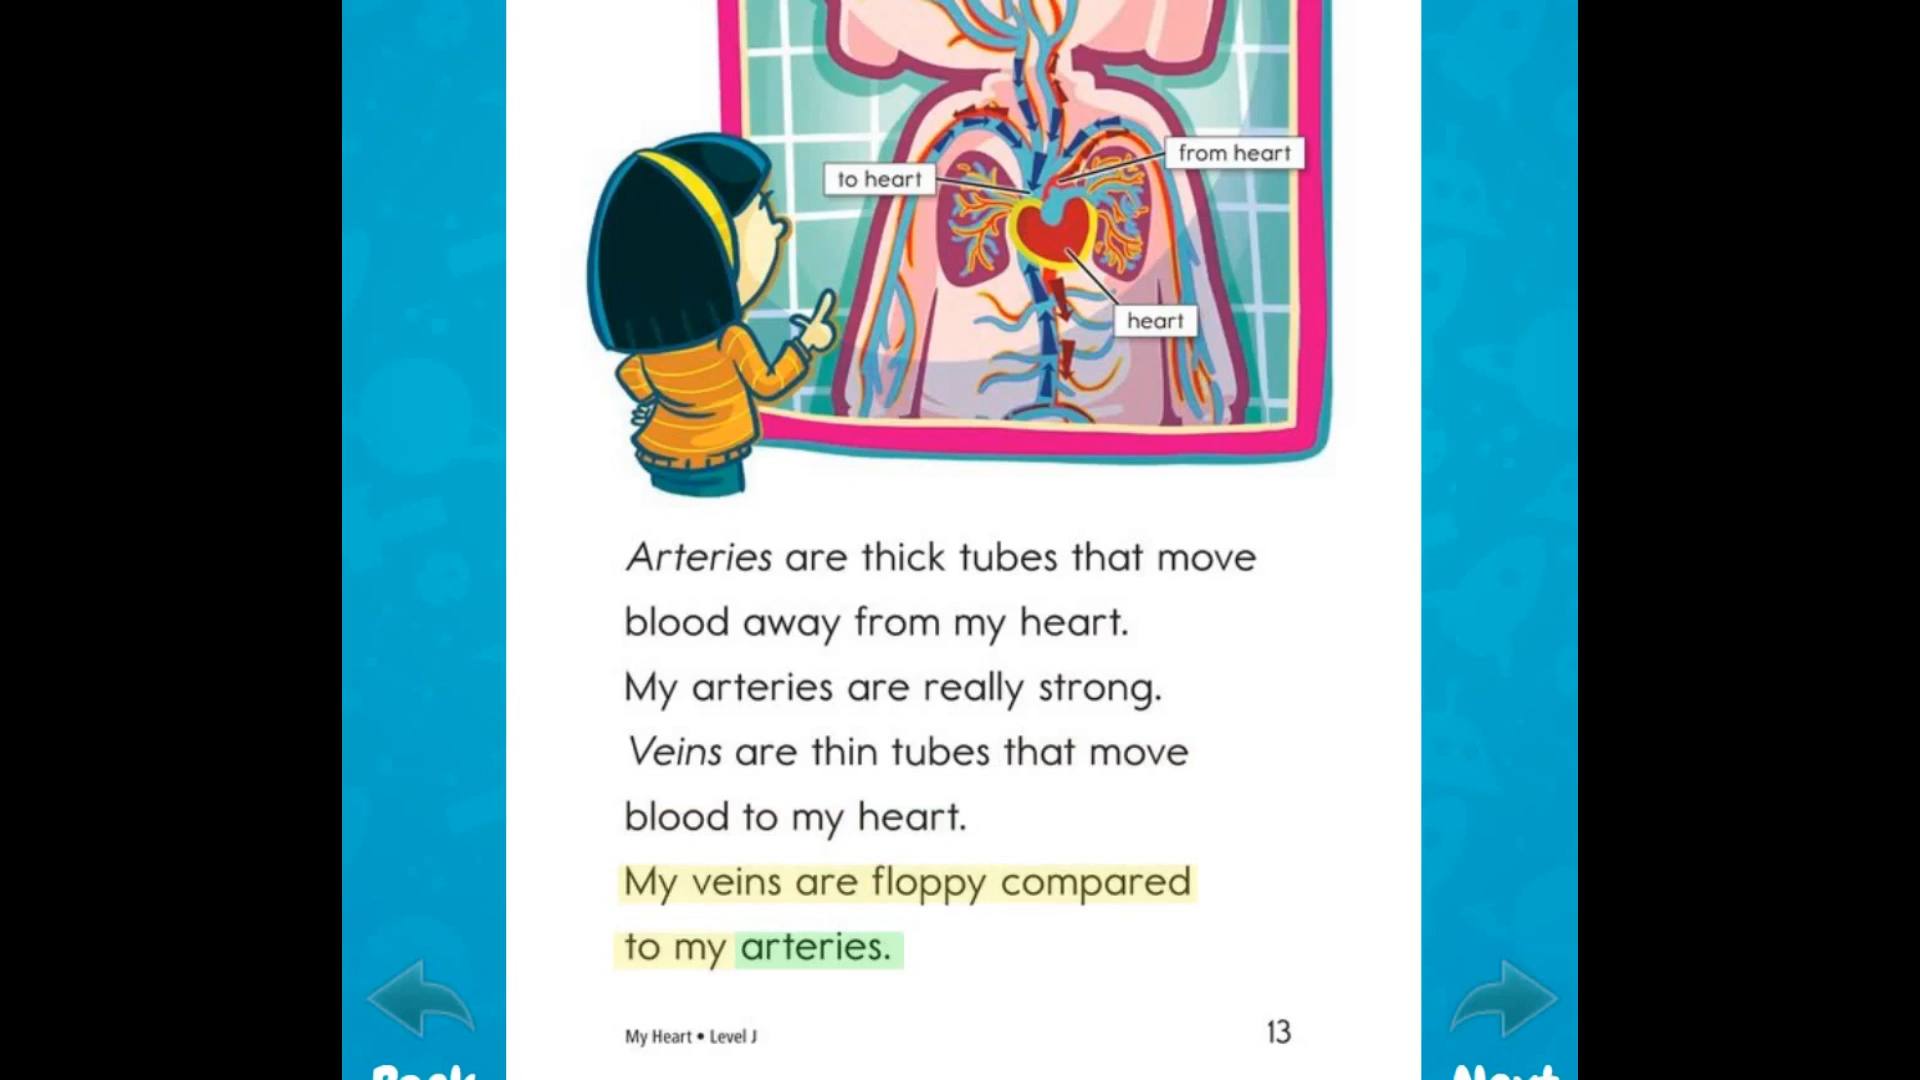 from heart
to heart
heart
Arteries are thick tubes that move
blood away from my heart.
My arteries are really strong.
Veins are thin tubes that move
blood to my heart.
My veins are floppy compared
to my arteries.
My Heart • Level J
13
Back
Next